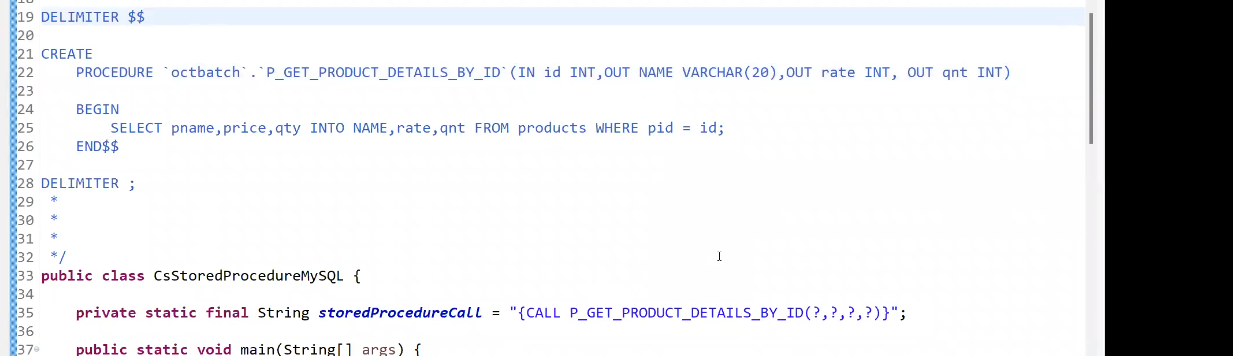 19 DELIMITER $$
20
21 CREATE
22 PROCEDURE `octbatch`.`P_GET_PRODUCT_DETAILS_BY_ID`(IN id INT,OUT NAME VARCHAR(20),OUT rate INT, OUT qnt INT)
23
24 BEGIN
25 SELECT pname,price,qty INTO NAME,rate,qnt FROM products WHERE pid = id;
26 END$$
27
28 DELIMITER ;
29 *
30 *
31 *
32 */
33 public class CsStoredProcedureMySQL {
34
35 private static final String storedProcedureCall = "{CALL P_GET_PRODUCT_DETAILS_BY_ID(?,?,?,?)}";
36
37 public static void main(String[] args) {